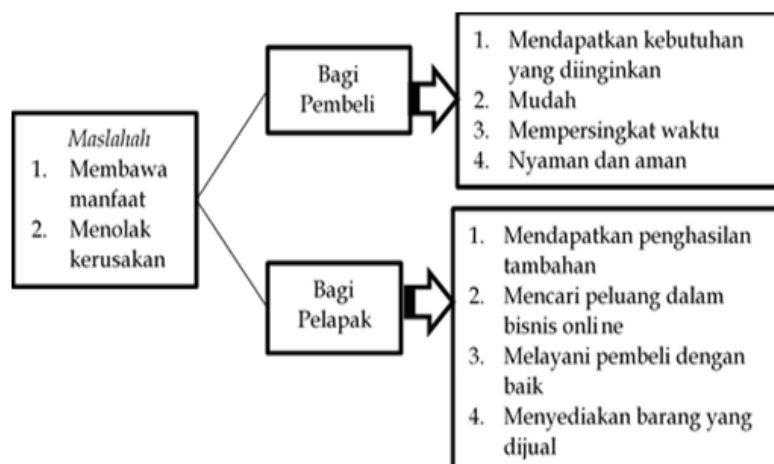 Maslahah
1. Membawa
manfaat
2. Menolak
kerusakan
Bagi
Pembeli
1. Mendapatkan kebutuhan
yang diinginkan
2. Mudah
3. Mempersingkat waktu
4. Nyaman dan aman
Bagi
Pelapak
1. Mendapatkan penghasilan
tambahan
2. Mencari peluang dalam
bisnis online
3. Melayani pembeli dengan
baik
4. Menyediakan barang yang
dijual